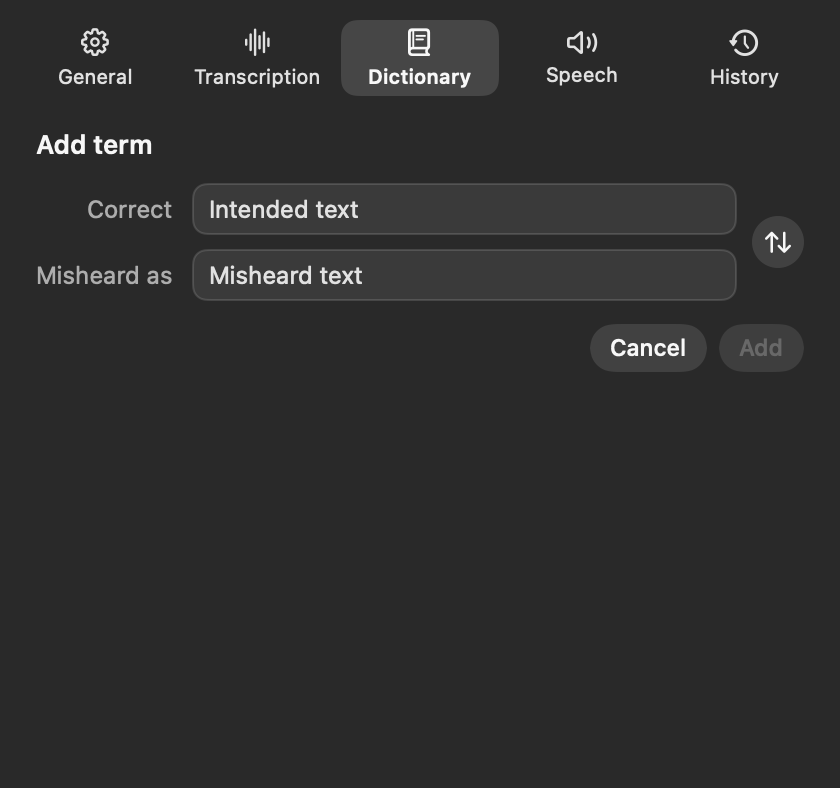 General Transcription Dictionary Speech History
Add term
Correct Intended text
Misheard as Misheard text
Cancel Add